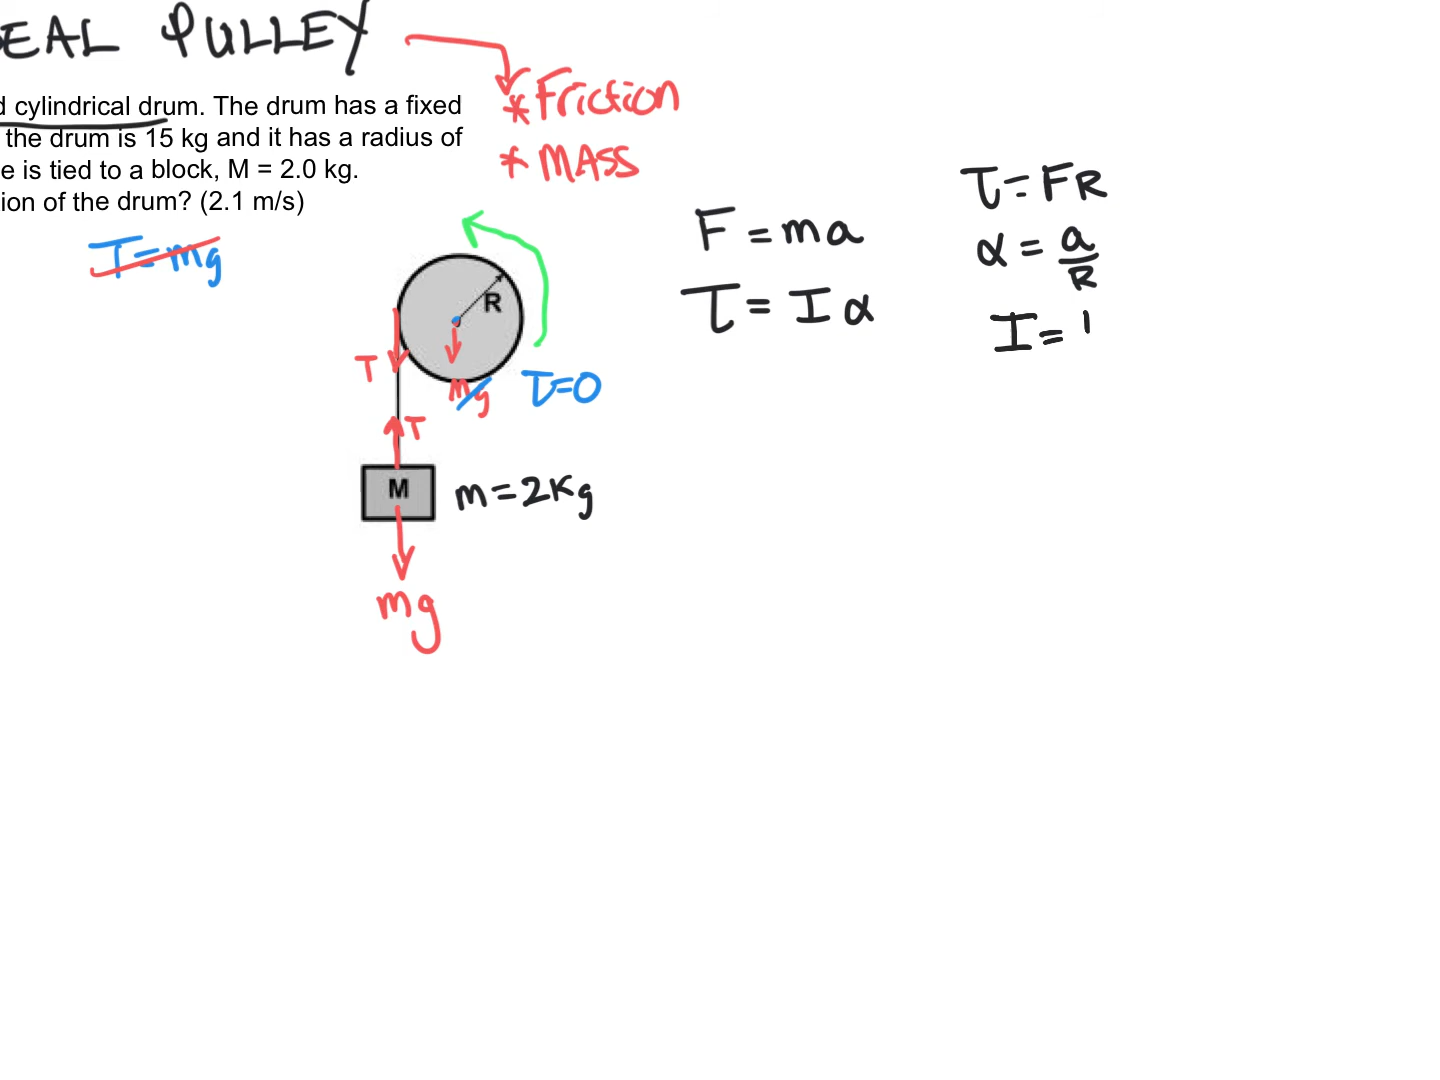 EAL PULLEY
* Friction
* MASS
cylindrical drum. The drum has a fixed
the drum is 15 kg and it has a radius of
e is tied to a block, M = 2.0 kg.
ion of the drum? (2.1 m/s)
T=mg
F=ma
τ=Iα
τ=FR
α=a/R
I=1
R
T
mg
τ=0
T
M
m=2kg
mg